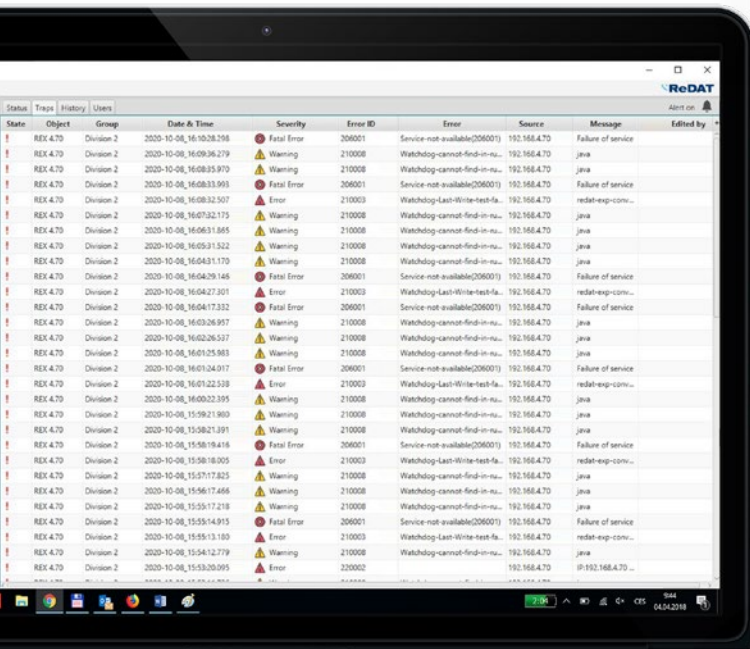 ReDAT
Status Traps History Users Alert on
State Object Group Date & Time Severity Error ID Error Source Message Edited by
! REX 4.70 Division 2 2020-10-08_16:10:28.298 Fatal Error 206001 Service-not-available(206001) 192.168.4.70 Failure of service
! REX 4.70 Division 2 2020-10-08_16:09:36.279 Warning 210008 Watchdog-cannot-find-in-ru... 192.168.4.70 java
! REX 4.70 Division 2 2020-10-08_16:08:35.970 Warning 210008 Watchdog-cannot-find-in-ru... 192.168.4.70 java
! REX 4.70 Division 2 2020-10-08_16:08:33.993 Fatal Error 206001 Service-not-available(206001) 192.168.4.70 Failure of service
! REX 4.70 Division 2 2020-10-08_16:08:32.507 Error 210003 Watchdog-Last-Write-test-fa... 192.168.4.70 redat-exp-conv...
! REX 4.70 Division 2 2020-10-08_16:07:32.175 Warning 210008 Watchdog-cannot-find-in-ru... 192.168.4.70 java
! REX 4.70 Division 2 2020-10-08_16:06:31.865 Warning 210008 Watchdog-cannot-find-in-ru... 192.168.4.70 java
! REX 4.70 Division 2 2020-10-08_16:05:31.522 Warning 210008 Watchdog-cannot-find-in-ru... 192.168.4.70 java
! REX 4.70 Division 2 2020-10-08_16:04:31.170 Warning 210008 Watchdog-cannot-find-in-ru... 192.168.4.70 java
! REX 4.70 Division 2 2020-10-08_16:04:29.146 Fatal Error 206001 Service-not-available(206001) 192.168.4.70 Failure of service
! REX 4.70 Division 2 2020-10-08_16:04:27.301 Error 210003 Watchdog-Last-Write-test-fa... 192.168.4.70 redat-exp-conv...
! REX 4.70 Division 2 2020-10-08_16:04:17.332 Fatal Error 206001 Service-not-available(206001) 192.168.4.70 Failure of service
! REX 4.70 Division 2 2020-10-08_16:03:26.957 Warning 210008 Watchdog-cannot-find-in-ru... 192.168.4.70 java
! REX 4.70 Division 2 2020-10-08_16:02:26.537 Warning 210008 Watchdog-cannot-find-in-ru... 192.168.4.70 java
! REX 4.70 Division 2 2020-10-08_16:01:25.983 Warning 210008 Watchdog-cannot-find-in-ru... 192.168.4.70 java
! REX 4.70 Division 2 2020-10-08_16:01:24.017 Fatal Error 206001 Service-not-available(206001) 192.168.4.70 Failure of service
! REX 4.70 Division 2 2020-10-08_16:01:22.538 Error 210003 Watchdog-Last-Write-test-fa... 192.168.4.70 redat-exp-conv...
! REX 4.70 Division 2 2020-10-08_16:00:22.395 Warning 210008 Watchdog-cannot-find-in-ru... 192.168.4.70 java
! REX 4.70 Division 2 2020-10-08_15:59:21.980 Warning 210008 Watchdog-cannot-find-in-ru... 192.168.4.70 java
! REX 4.70 Division 2 2020-10-08_15:58:21.391 Warning 210008 Watchdog-cannot-find-in-ru... 192.168.4.70 java
! REX 4.70 Division 2 2020-10-08_15:58:19.416 Fatal Error 206001 Service-not-available(206001) 192.168.4.70 Failure of service
! REX 4.70 Division 2 2020-10-08_15:58:18.005 Error 210003 Watchdog-Last-Write-test-fa... 192.168.4.70 redat-exp-conv...
! REX 4.70 Division 2 2020-10-08_15:57:17.825 Warning 210008 Watchdog-cannot-find-in-ru... 192.168.4.70 java
! REX 4.70 Division 2 2020-10-08_15:56:17.466 Warning 210008 Watchdog-cannot-find-in-ru... 192.168.4.70 java
! REX 4.70 Division 2 2020-10-08_15:55:17.218 Warning 210008 Watchdog-cannot-find-in-ru... 192.168.4.70 java
! REX 4.70 Division 2 2020-10-08_15:55:14.915 Fatal Error 206001 Service-not-available(206001) 192.168.4.70 Failure of service
! REX 4.70 Division 2 2020-10-08_15:55:13.180 Error 210003 Watchdog-Last-Write-test-fa... 192.168.4.70 redat-exp-conv...
! REX 4.70 Division 2 2020-10-08_15:54:12.779 Warning 210008 Watchdog-cannot-find-in-ru... 192.168.4.70 java
! REX 4.70 Division 2 2020-10-08_15:53:20.095 Error 220002 192.168.4.70 IP:192.168.4.70 ...
2:04 CES 9:44
04.04.2018